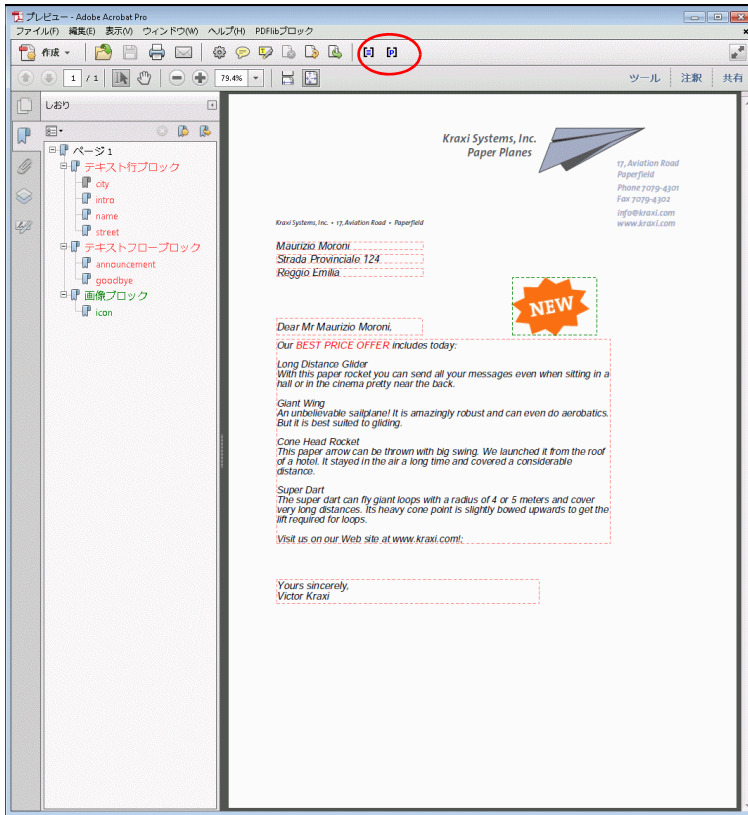 プレビュー - Adobe Acrobat Pro
ファイル(F) 編集(E) 表示(V) ウィンドウ(W) ヘルプ(H) PDFlibブロック
作成
1 / 1 79.4% ツール 注釈 共有
しおり
ページ 1
テキスト行ブロック
city
intro
name
street
テキストフローブロック
announcement
goodbye
画像ブロック
icon
Kraxi Systems, Inc.
Paper Planes
17, Aviation Road
Paperfield
Phone 7079-4301
Fax 7079-4302
info@kraxi.com
www.kraxi.com
Kraxi Systems, Inc. • 17, Aviation Road • Paperfield
Maurizio Moroni
Strada Provinciale 124
Reggio Emilia
NEW
Dear Mr Maurizio Moroni,
Our BEST PRICE OFFER includes today:
Long Distance Glider
With this paper rocket you can send all your messages even when sitting in a
hall or in the cinema pretty near the back.
Giant Wing
An unbelievable sailplane! It is amazingly robust and can even do aerobatics.
But it is best suited to gliding.
Cone Head Rocket
This paper arrow can be thrown with big swing. We launched it from the roof
of a hotel. It stayed in the air a long time and covered a considerable
distance.
Super Dart
The super dart can fly giant loops with a radius of 4 or 5 meters and cover
very long distances. Its heavy cone point is slightly bowed upwards to get the
lift required for loops.
Visit us on our Web site at www.kraxi.com!:
Yours sincerely,
Victor Kraxi